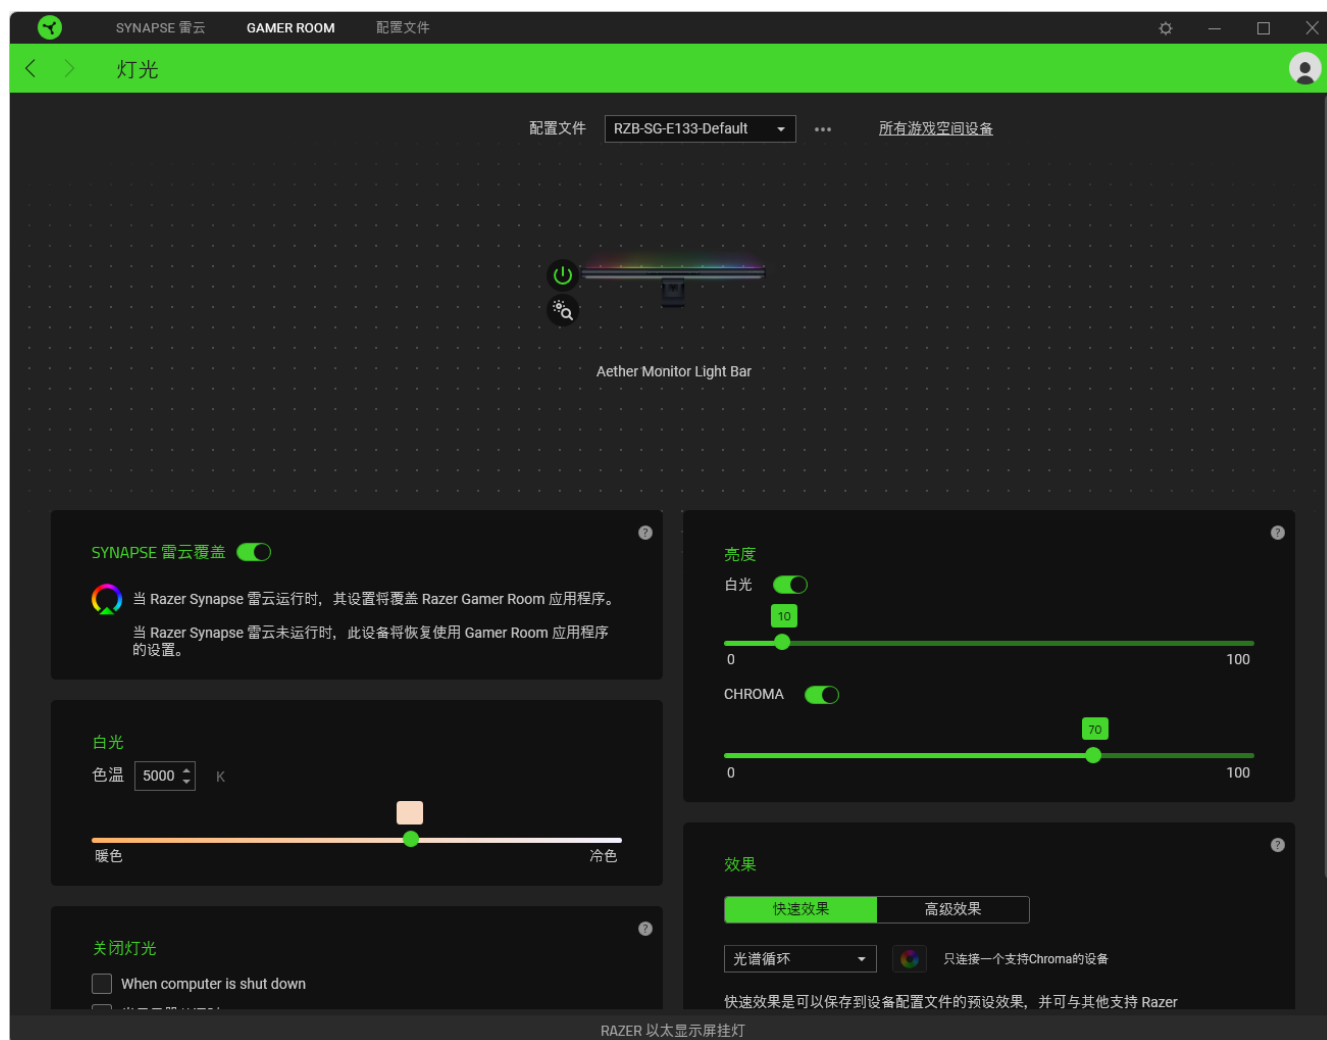 SYNAPSE 雷云
GAMER ROOM
配置文件
灯光
配置文件
RZB-SG-E133-Default
所有游戏空间设备
Aether Monitor Light Bar
SYNAPSE 雷云覆盖
当 Razer Synapse 雷云运行时，其设置将覆盖 Razer Gamer Room 应用程序。
当 Razer Synapse 雷云未运行时，此设备将恢复使用 Gamer Room 应用程序
的设置。
白光
色温 5000 K
暖色 冷色
关闭灯光
When computer is shut down
亮度
白光
10
0 100
CHROMA
70
0 100
效果
快速效果 高级效果
光谱循环 只连接一个支持Chroma的设备
快速效果是可以保存到设备配置文件的预设效果，并可与其他支持 Razer
RAZER 以太显示屏挂灯